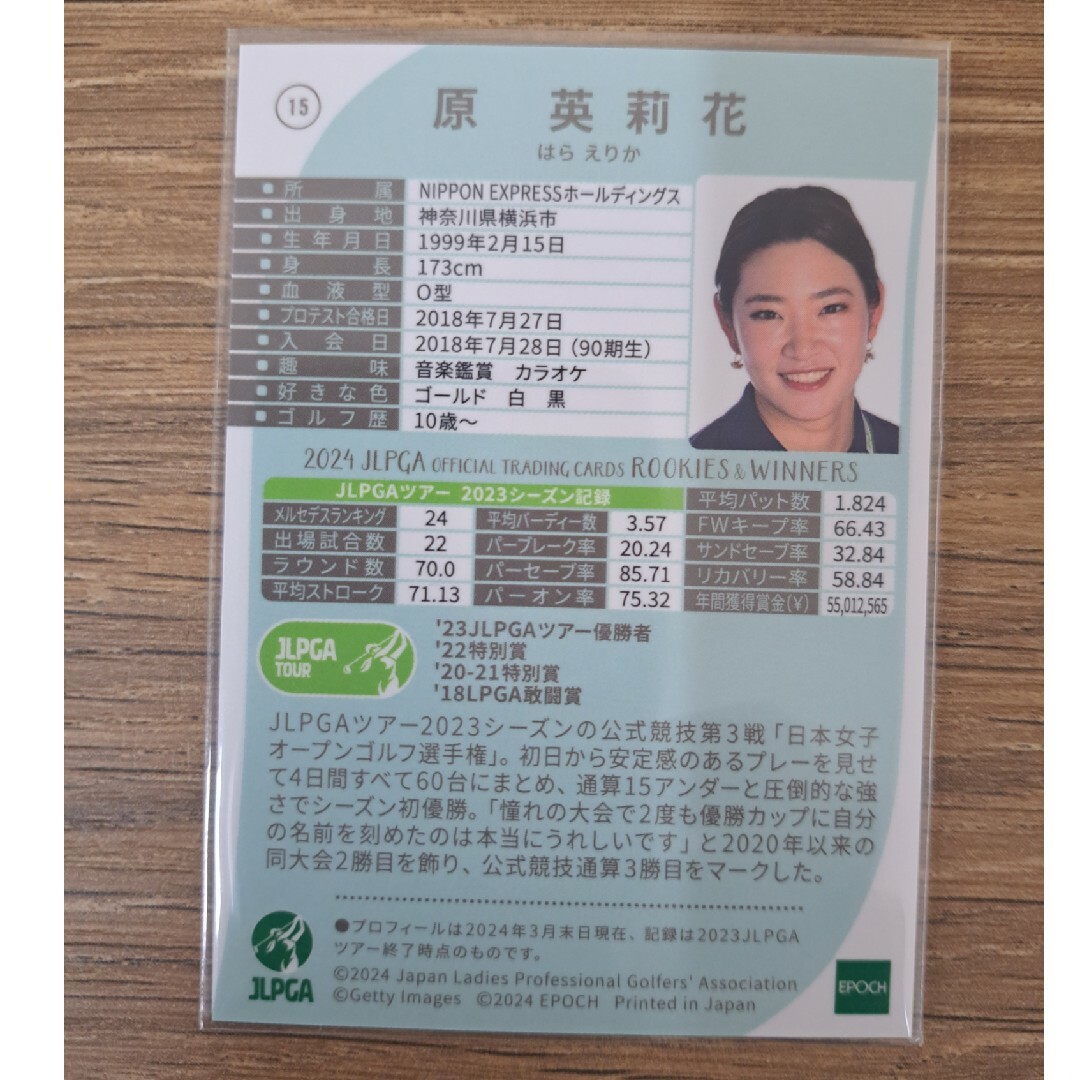 15
原 英莉花
はら えりか
所属 NIPPON EXPRESSホールディングス
出身地 神奈川県横浜市
生年月日 1999年2月15日
身長 173cm
血液型 O型
プロテスト合格日 2018年7月27日
入会日 2018年7月28日（90期生）
趣味 音楽鑑賞 カラオケ
好きな色 ゴールド 白 黒
ゴルフ歴 10歳～
2024 JLPGA OFFICIAL TRADING CARDS ROOKIES & WINNERS
JLPGAツアー 2023シーズン記録 平均パット数 1.824
メルセデスランキング 24 平均バーディー数 3.57 FWキープ率 66.43
出場試合数 22 パーブレーク率 20.24 サンドセーブ率 32.84
ラウンド数 70.0 パーセーブ率 85.71 リカバリー率 58.84
平均ストローク 71.13 パーオン率 75.32 年間獲得賞金(¥) 55,012,565
JLPGA
TOUR
'23JLPGAツアー優勝者
'22特別賞
'20-21特別賞
'18LPGA敢闘賞
JLPGAツアー2023シーズンの公式競技第3戦「日本女子
オープンゴルフ選手権」。初日から安定感のあるプレーを見せ
て4日間すべて60台にまとめ、通算15アンダーと圧倒的な強
さでシーズン初優勝。「憧れの大会で2度も優勝カップに自分
の名前を刻めたのは本当にうれしいです」と2020年以来の
同大会2勝目を飾り、公式競技通算3勝目をマークした。
●プロフィールは2024年3月末日現在、記録は2023JLPGA
ツアー終了時点のものです。
©2024 Japan Ladies Professional Golfers' Association
©Getty Images ©2024 EPOCH Printed in Japan
JLPGA
EPOCH